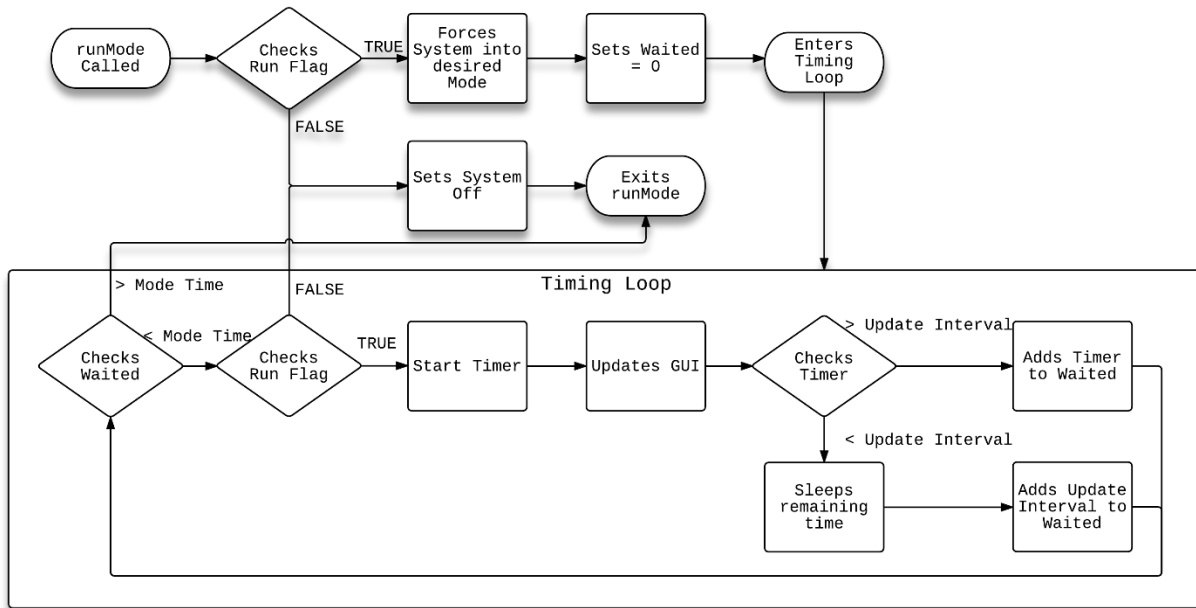 runMode
Called
Checks
Run Flag
TRUE
Forces
System into
desired
Mode
Sets Waited
= 0
Enters
Timing
Loop
FALSE
Sets System
Off
Exits
runMode
Timing Loop
> Mode Time
FALSE
< Mode Time
Checks
Waited
Checks
Run Flag
TRUE
Start Timer
Updates GUI
Checks
Timer
> Update Interval
Adds Timer
to Waited
< Update Interval
Sleeps
remaining
time
Adds Update
Interval to
Waited